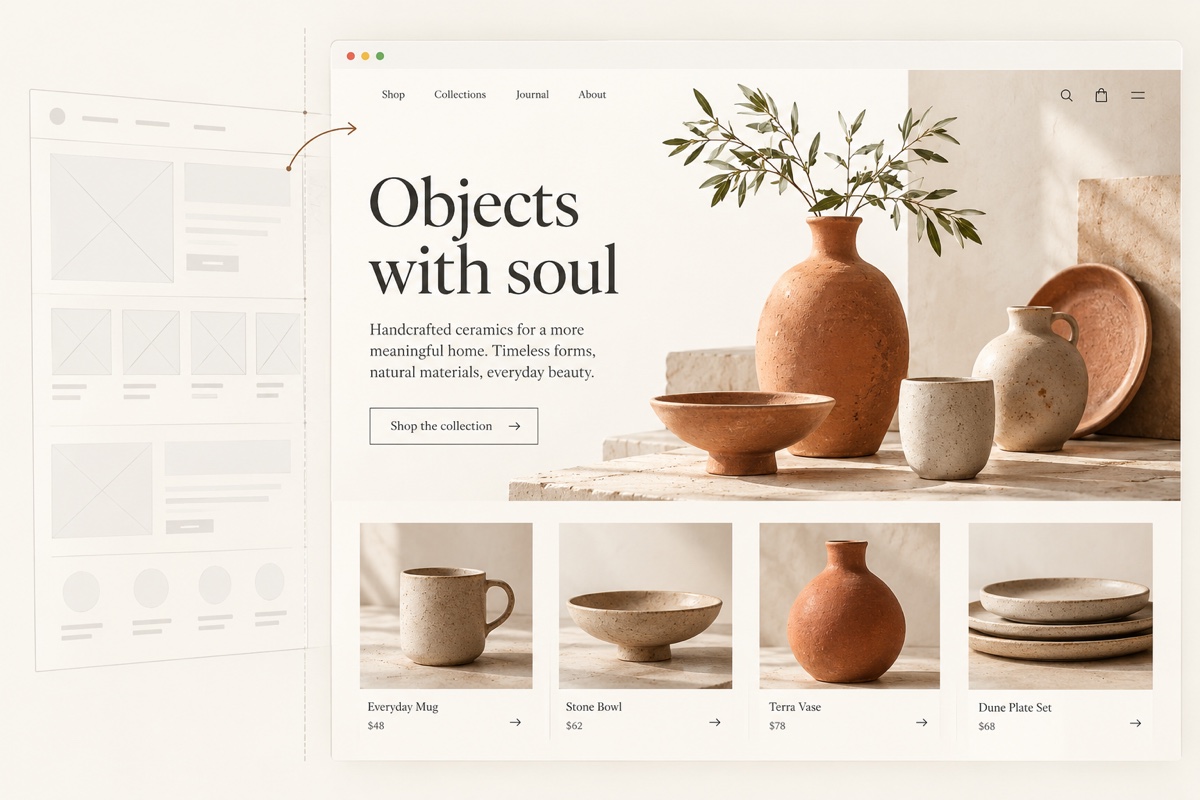 Shop Collections Journal About
Objects
with soul
Handcrafted ceramics for a more
meaningful home. Timeless forms,
natural materials, everyday beauty.
Shop the collection
Everyday Mug
$48
Stone Bowl
$62
Terra Vase
$78
Dune Plate Set
$68